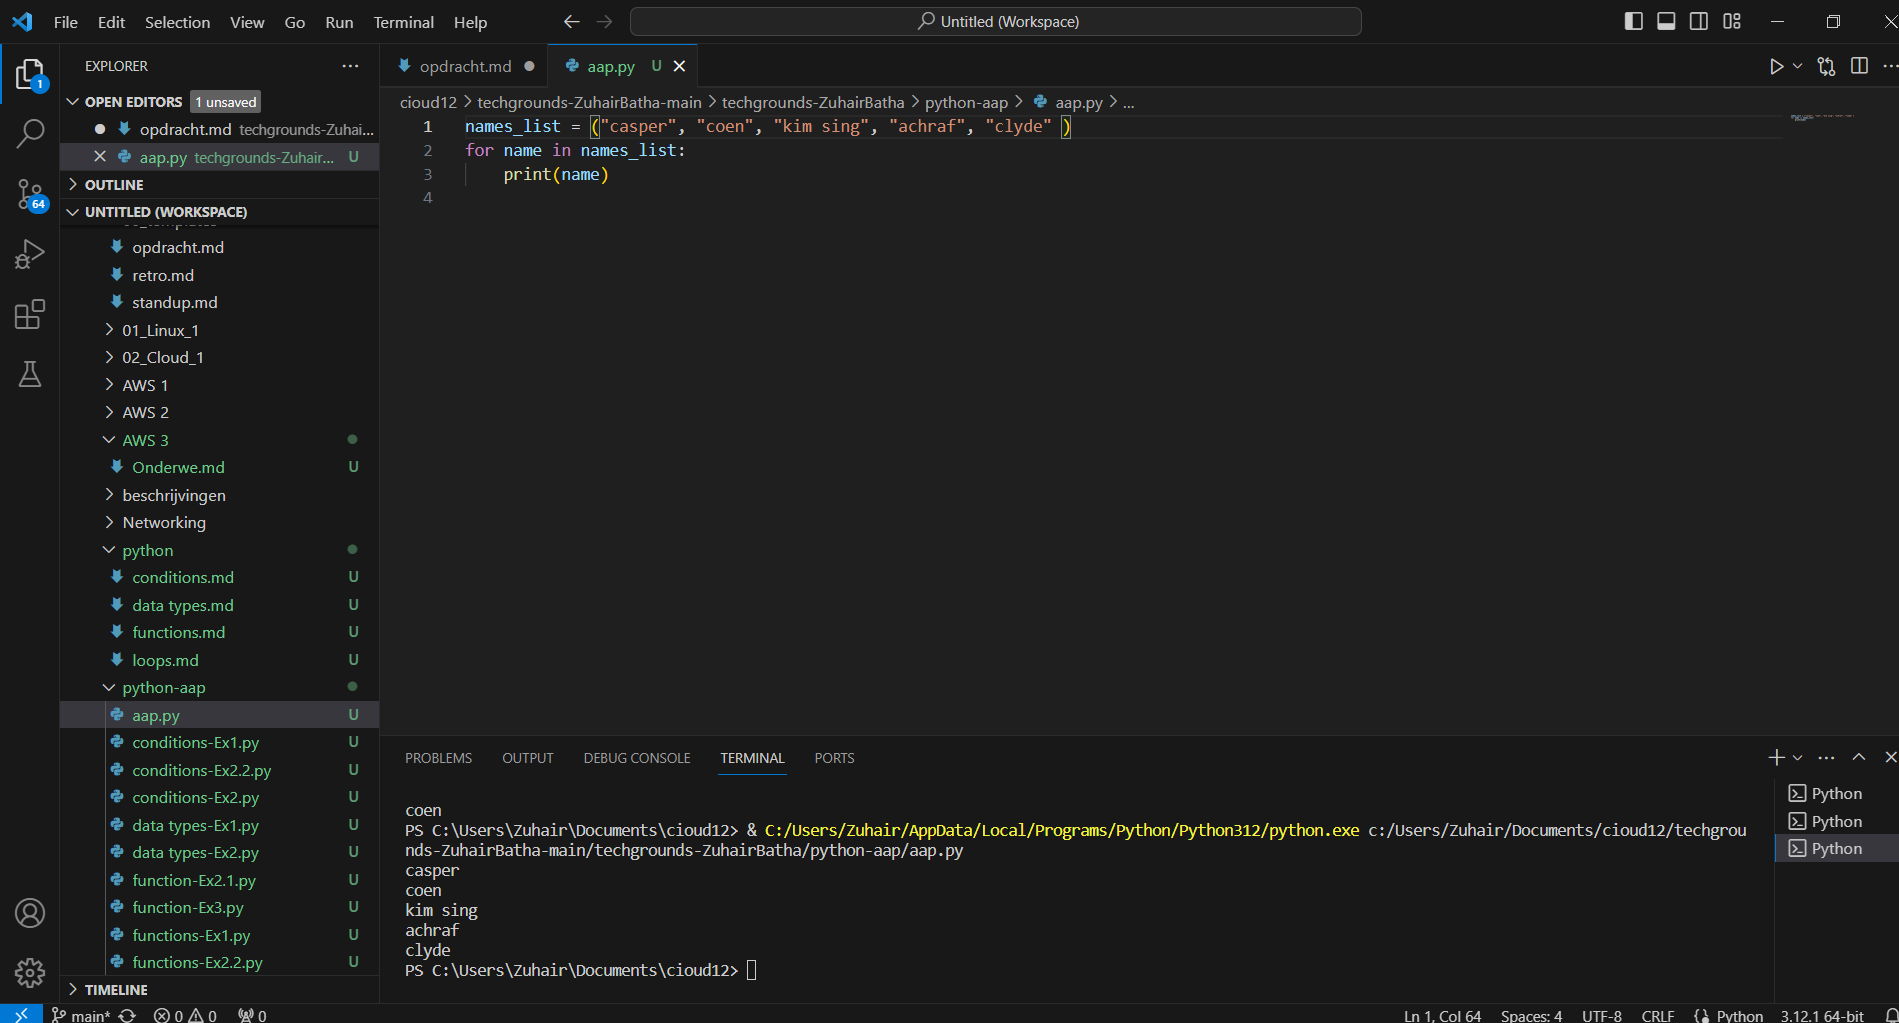 File Edit Selection View Go Run Terminal Help
Untitled (Workspace)
EXPLORER
OPEN EDITORS 1 unsaved
opdracht.md techgrounds-Zuhai...
aap.py techgrounds-Zuhair... U
OUTLINE
UNTITLED (WORKSPACE)
opdracht.md
retro.md
standup.md
01_Linux_1
02_Cloud_1
AWS 1
AWS 2
AWS 3
Onderwe.md U
beschrijvingen
Networking
python
conditions.md U
data types.md U
functions.md U
loops.md U
python-aap
aap.py U
conditions-Ex1.py U
conditions-Ex2.2.py U
conditions-Ex2.py U
data types-Ex1.py U
data types-Ex2.py U
function-Ex2.1.py U
function-Ex3.py U
functions-Ex1.py U
functions-Ex2.2.py U
TIMELINE
1
64
opdracht.md
aap.py U
cioud12 > techgrounds-ZuhairBatha-main > techgrounds-ZuhairBatha > python-aap > aap.py > ...
1 names_list = ("casper", "coen", "kim sing", "achraf", "clyde" )
2 for name in names_list:
3 print(name)
4
PROBLEMS OUTPUT DEBUG CONSOLE TERMINAL PORTS
coen
PS C:\Users\Zuhair\Documents\cioud12> & C:/Users/Zuhair/AppData/Local/Programs/Python/Python312/python.exe c:/Users/Zuhair/Documents/cioud12/techgrou
nds-ZuhairBatha-main/techgrounds-ZuhairBatha/python-aap/aap.py
casper
coen
kim sing
achraf
clyde
PS C:\Users\Zuhair\Documents\cioud12>
Python
Python
Python
main* 0 0 0
Ln 1, Col 64 Spaces: 4 UTF-8 CRLF Python 3.12.1 64-bit